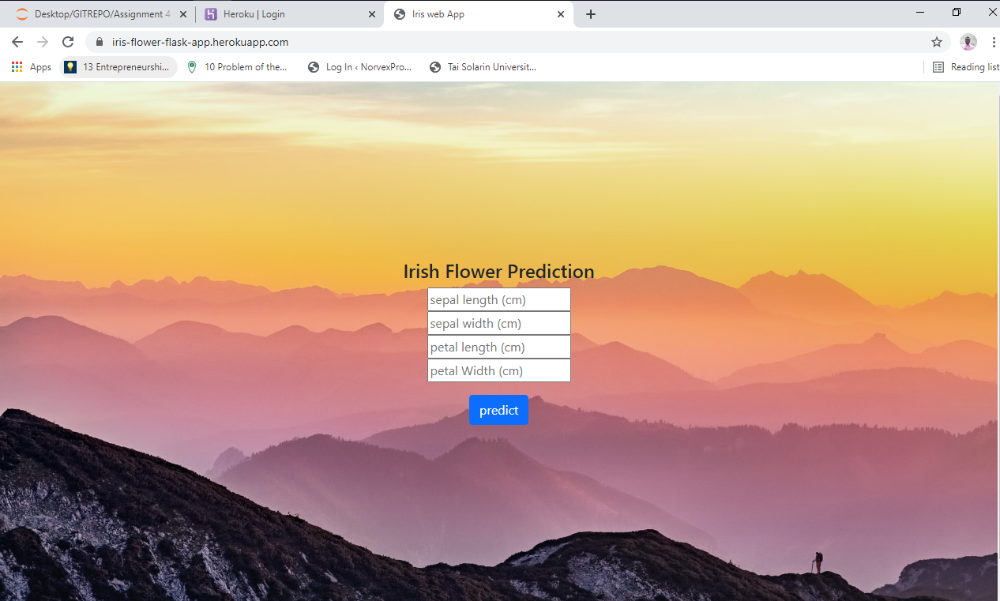 Desktop/GITREPO/Assignment 4
Heroku | Login
Iris web App
iris-flower-flask-app.herokuapp.com
Apps
13 Entrepreneurshi...
10 Problem of the...
Log In ‹ NorvexPro...
Tai Solarin Universit...
Reading list
Irish Flower Prediction
sepal length (cm)
sepal width (cm)
petal length (cm)
petal Width (cm)
predict